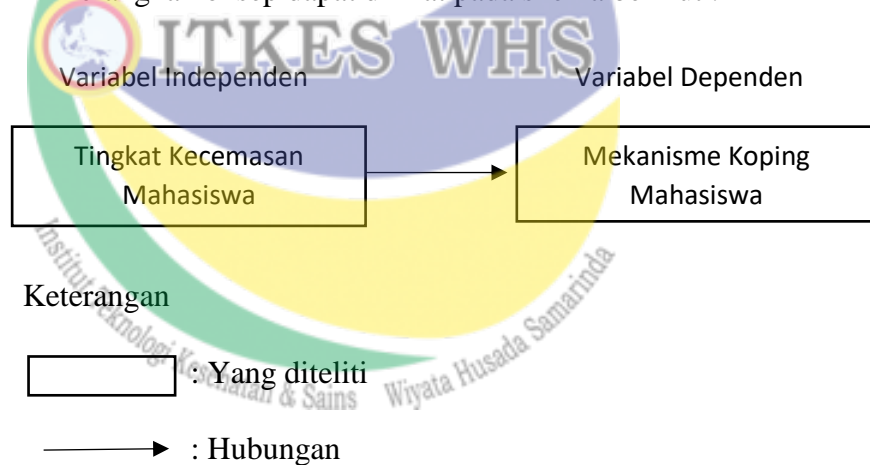 ITKES WHS
Variabel Independen Variabel Dependen
Tingkat Kecemasan
Mahasiswa
Mekanisme Koping
Mahasiswa
Institut Teknologi Kesehatan & Sains Wiyata Husada Samarinda
Keterangan
: Yang diteliti
: Hubungan